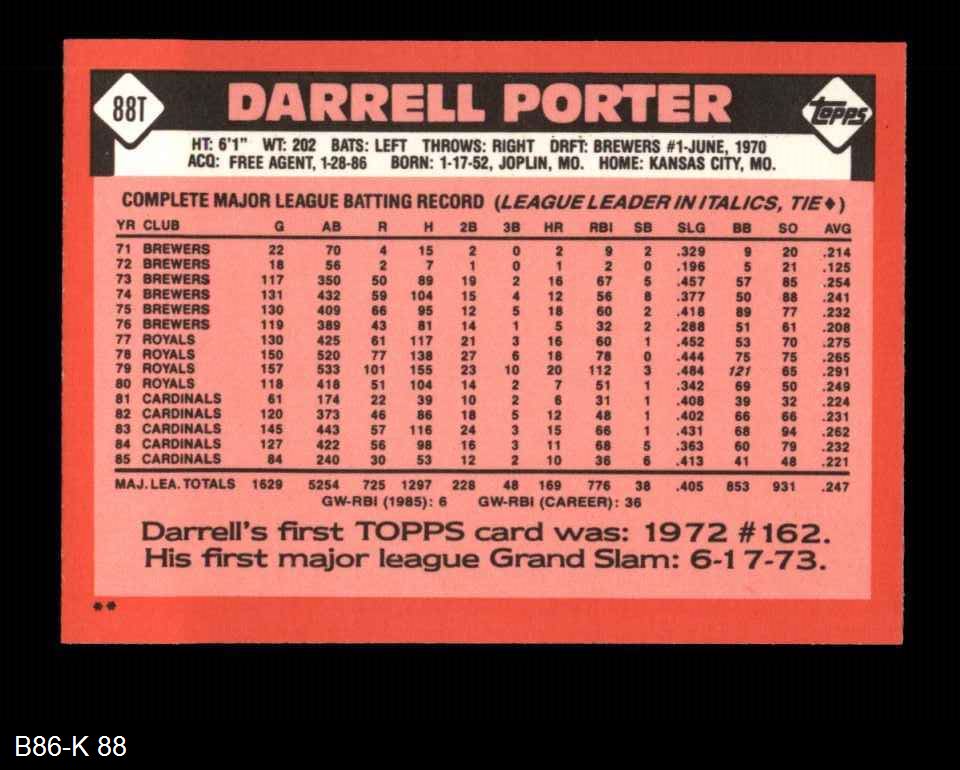 88T
DARRELL PORTER
topps
HT: 6'1" WT: 202 BATS: LEFT THROWS: RIGHT DRFT: BREWERS #1-JUNE, 1970
ACQ: FREE AGENT, 1-28-86 BORN: 1-17-52, JOPLIN, MO. HOME: KANSAS CITY, MO.
COMPLETE MAJOR LEAGUE BATTING RECORD (LEAGUE LEADER IN ITALICS, TIE♦)
YR CLUB G AB R H 2B 3B HR RBI SB SLG BB SO AVG
71 BREWERS 22 70 4 15 2 0 2 9 2 .329 9 20 .214
72 BREWERS 18 56 2 7 1 0 1 2 0 .196 5 21 .125
73 BREWERS 117 350 50 89 19 2 16 67 5 .457 57 85 .254
74 BREWERS 131 432 59 104 15 4 12 56 8 .377 50 88 .241
75 BREWERS 130 409 66 95 12 5 18 60 2 .418 89 77 .232
76 BREWERS 119 389 43 81 14 1 5 32 2 .288 51 61 .208
77 ROYALS 130 425 61 117 21 3 16 60 1 .452 53 70 .275
78 ROYALS 150 520 77 138 27 6 18 78 0 .444 75 75 .265
79 ROYALS 157 533 101 155 23 10 20 112 3 .484 121 65 .291
80 ROYALS 118 418 51 104 14 2 7 51 1 .342 69 50 .249
81 CARDINALS 61 174 22 39 10 2 6 31 1 .408 39 32 .224
82 CARDINALS 120 373 46 86 18 5 12 48 1 .402 66 66 .231
83 CARDINALS 145 443 57 116 24 3 15 66 1 .431 68 94 .262
84 CARDINALS 127 422 56 98 16 3 11 68 5 .363 60 79 .232
85 CARDINALS 84 240 30 53 12 2 10 36 6 .413 41 48 .221
MAJ. LEA. TOTALS 1629 5254 725 1297 228 48 169 776 38 .405 853 931 .247
GW-RBI (1985): 6 GW-RBI (CAREER): 36
Darrell's first TOPPS card was: 1972 #162.
His first major league Grand Slam: 6-17-73.
**
B86-K 88